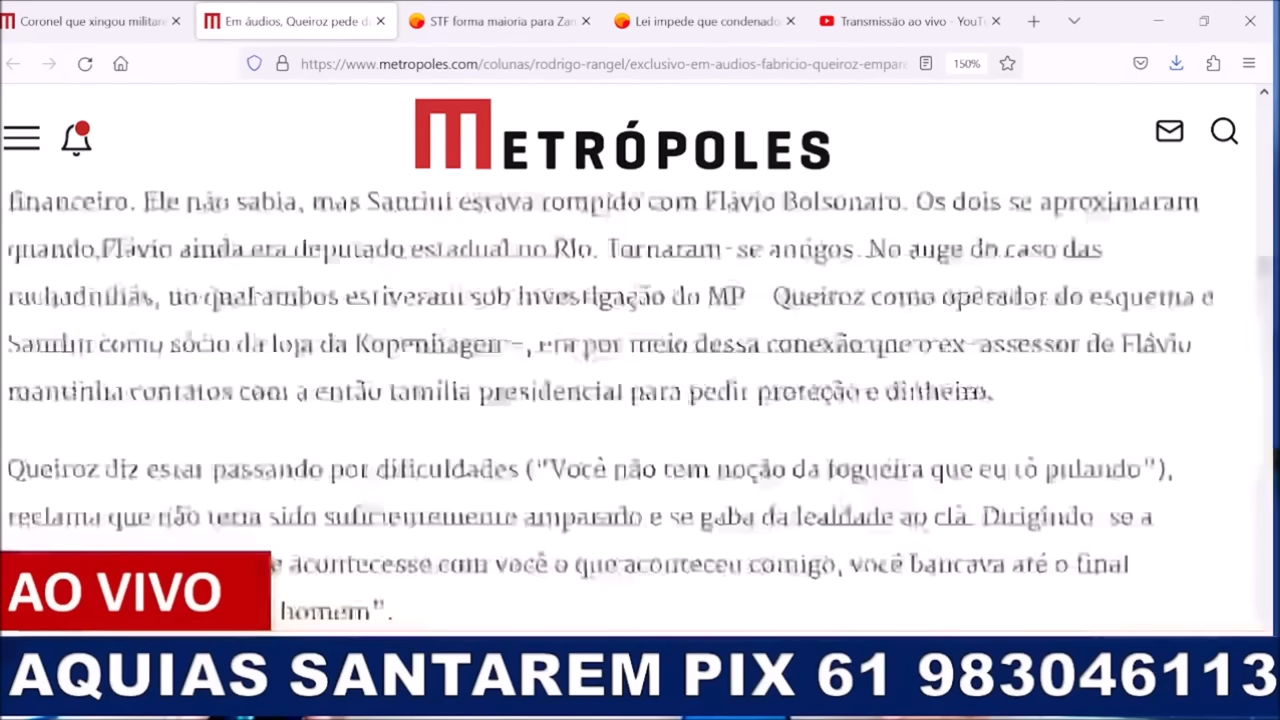 Coronel que xingou militare
Em áudios, Queiroz pede d
STF forma maioria para Zan
Lei impede que condenado
Transmissão ao vivo - YouT
https://www.metropoles.com/colunas/rodrigo-rangel/exclusivo-em-audios-fabricio-queiroz-empar
150%
METRÓPOLES
financeiro. Ele não sabia, mas Santini estava rompido com Flávio Bolsonaro. Os dois se aproximaram
quando Flávio ainda era deputado estadual no Rio. Tornaram-se amigos. No auge do caso das
rachadinhas, no qual ambos estiveram sob investigação do MP Queiroz como operador do esquema e
Santini como sócio da loja da Kopenhagen –, era por meio dessa conexão que o ex-assessor de Flávio
mantinha contatos com a então família presidencial para pedir proteção e dinheiro.
Queiroz diz estar passando por dificuldades ("Você não tem noção da fogueira que eu tô pulando"),
reclama que não teria sido suficientemente amparado e se gaba da lealdade ao clã. Dirigindo-se a
e acontecesse com você o que aconteceu comigo, você bancava até o final
homem".
AO VIVO
AQUIAS SANTAREM PIX 61 983046113